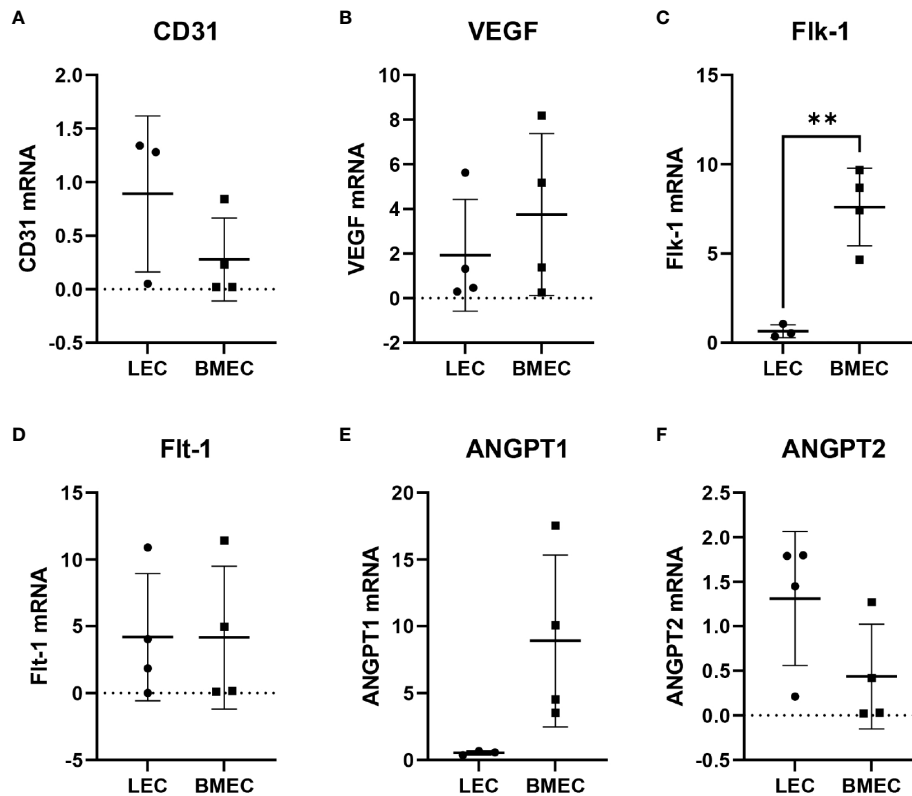 A
CD31
CD31 mRNA
2.0
1.5
1.0
0.5
0.0
-0.5
LEC
BMEC
B
VEGF
VEGF mRNA
10
8
6
4
2
0
-2
LEC
BMEC
C
Flk-1
Flk-1 mRNA
15
10
5
0
**
LEC
BMEC
D
Flt-1
Flt-1 mRNA
15
10
5
0
-5
LEC
BMEC
E
ANGPT1
ANGPT1 mRNA
20
15
10
5
0
LEC
BMEC
F
ANGPT2
ANGPT2 mRNA
2.5
2.0
1.5
1.0
0.5
0.0
-0.5
LEC
BMEC